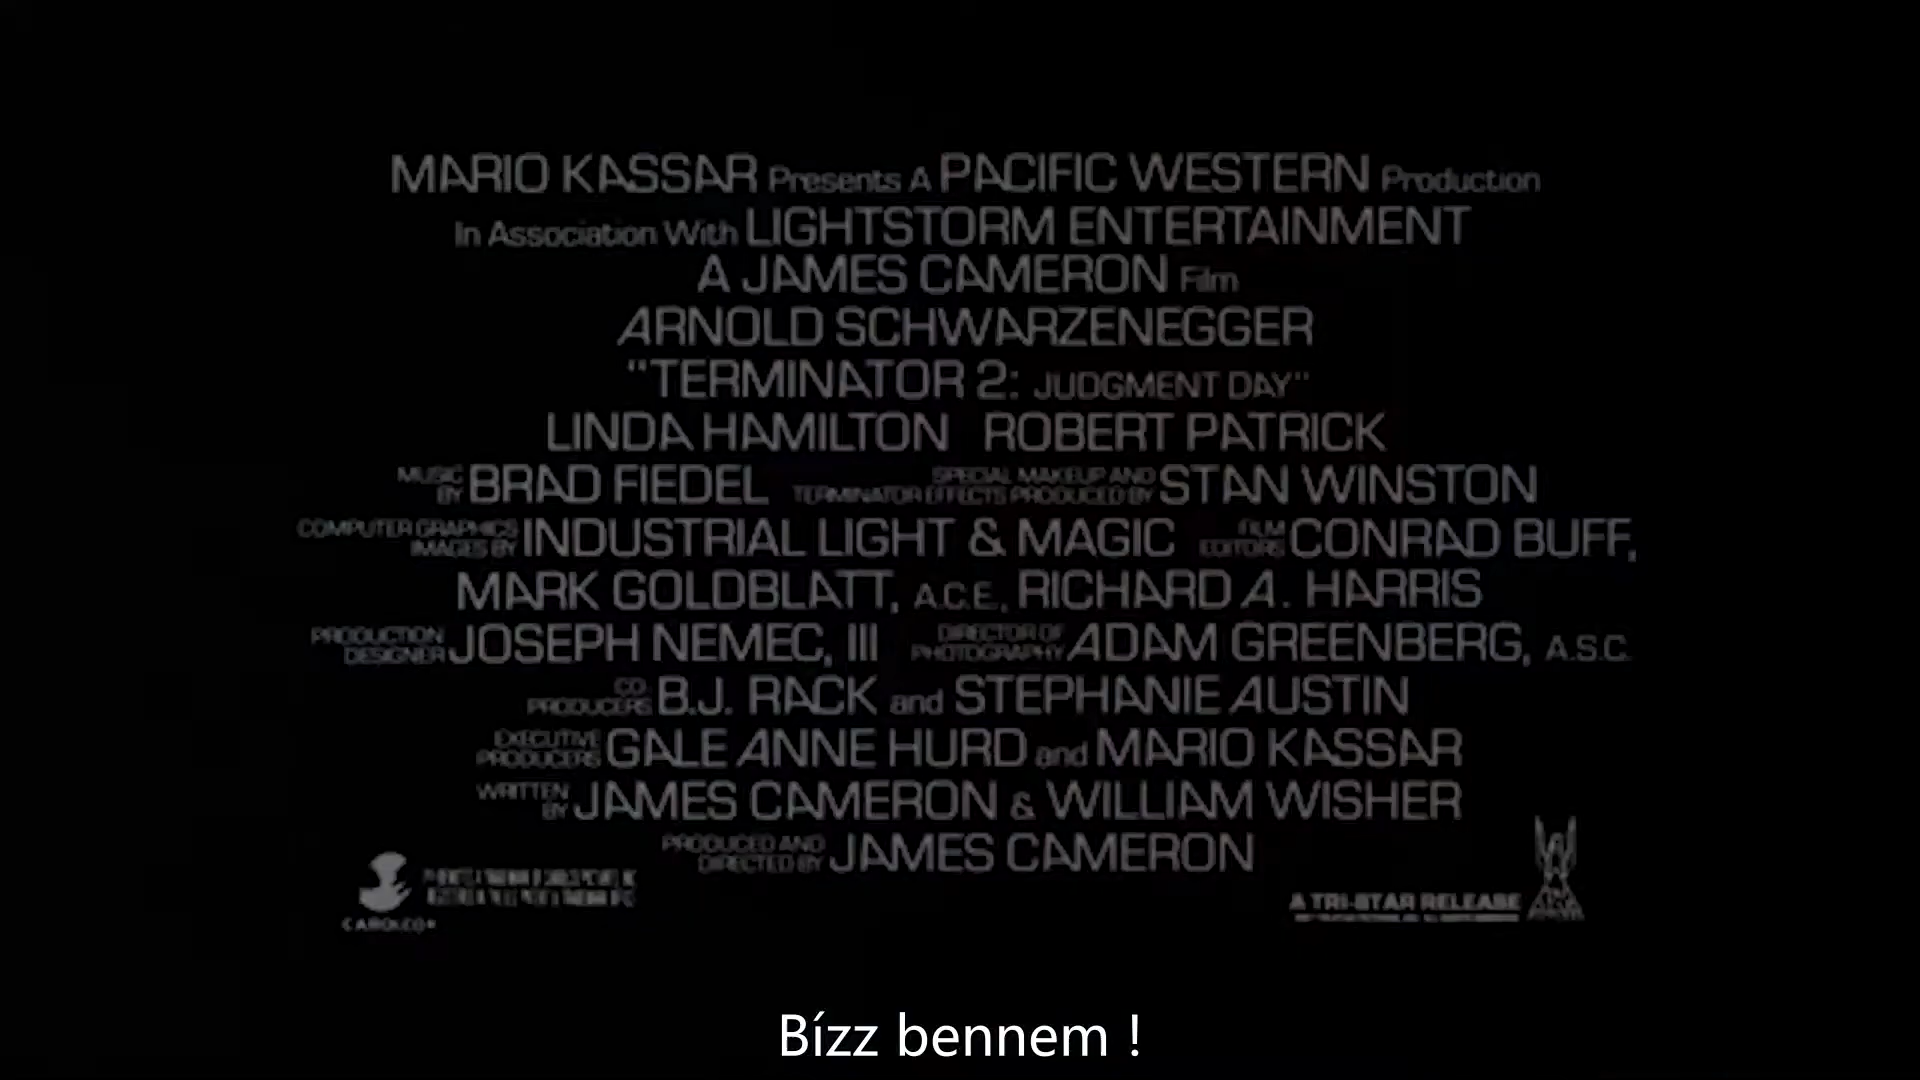 MARIO KASSAR Presents A PACIFIC WESTERN Production
In Association With LIGHTSTORM ENTERTAINMENT
A JAMES CAMERON Film
ARNOLD SCHWARZENEGGER
"TERMINATOR 2: JUDGMENT DAY"
LINDA HAMILTON ROBERT PATRICK
MUSIC BY BRAD FIEDEL SPECIAL MAKEUP AND TERMINATOR EFFECTS PRODUCED BY STAN WINSTON
COMPUTER GRAPHICS IMAGES BY INDUSTRIAL LIGHT & MAGIC FILM EDITORS CONRAD BUFF,
MARK GOLDBLATT, A.C.E., RICHARD A. HARRIS
PRODUCTION DESIGNER JOSEPH NEMEC, III DIRECTOR OF PHOTOGRAPHY ADAM GREENBERG, A.S.C.
CO PRODUCERS B.J. RACK and STEPHANIE AUSTIN
EXECUTIVE PRODUCERS GALE ANNE HURD and MARIO KASSAR
WRITTEN BY JAMES CAMERON & WILLIAM WISHER
PRODUCED AND DIRECTED BY JAMES CAMERON
CAROLCO
A TRI-STAR RELEASE
Bízz bennem !